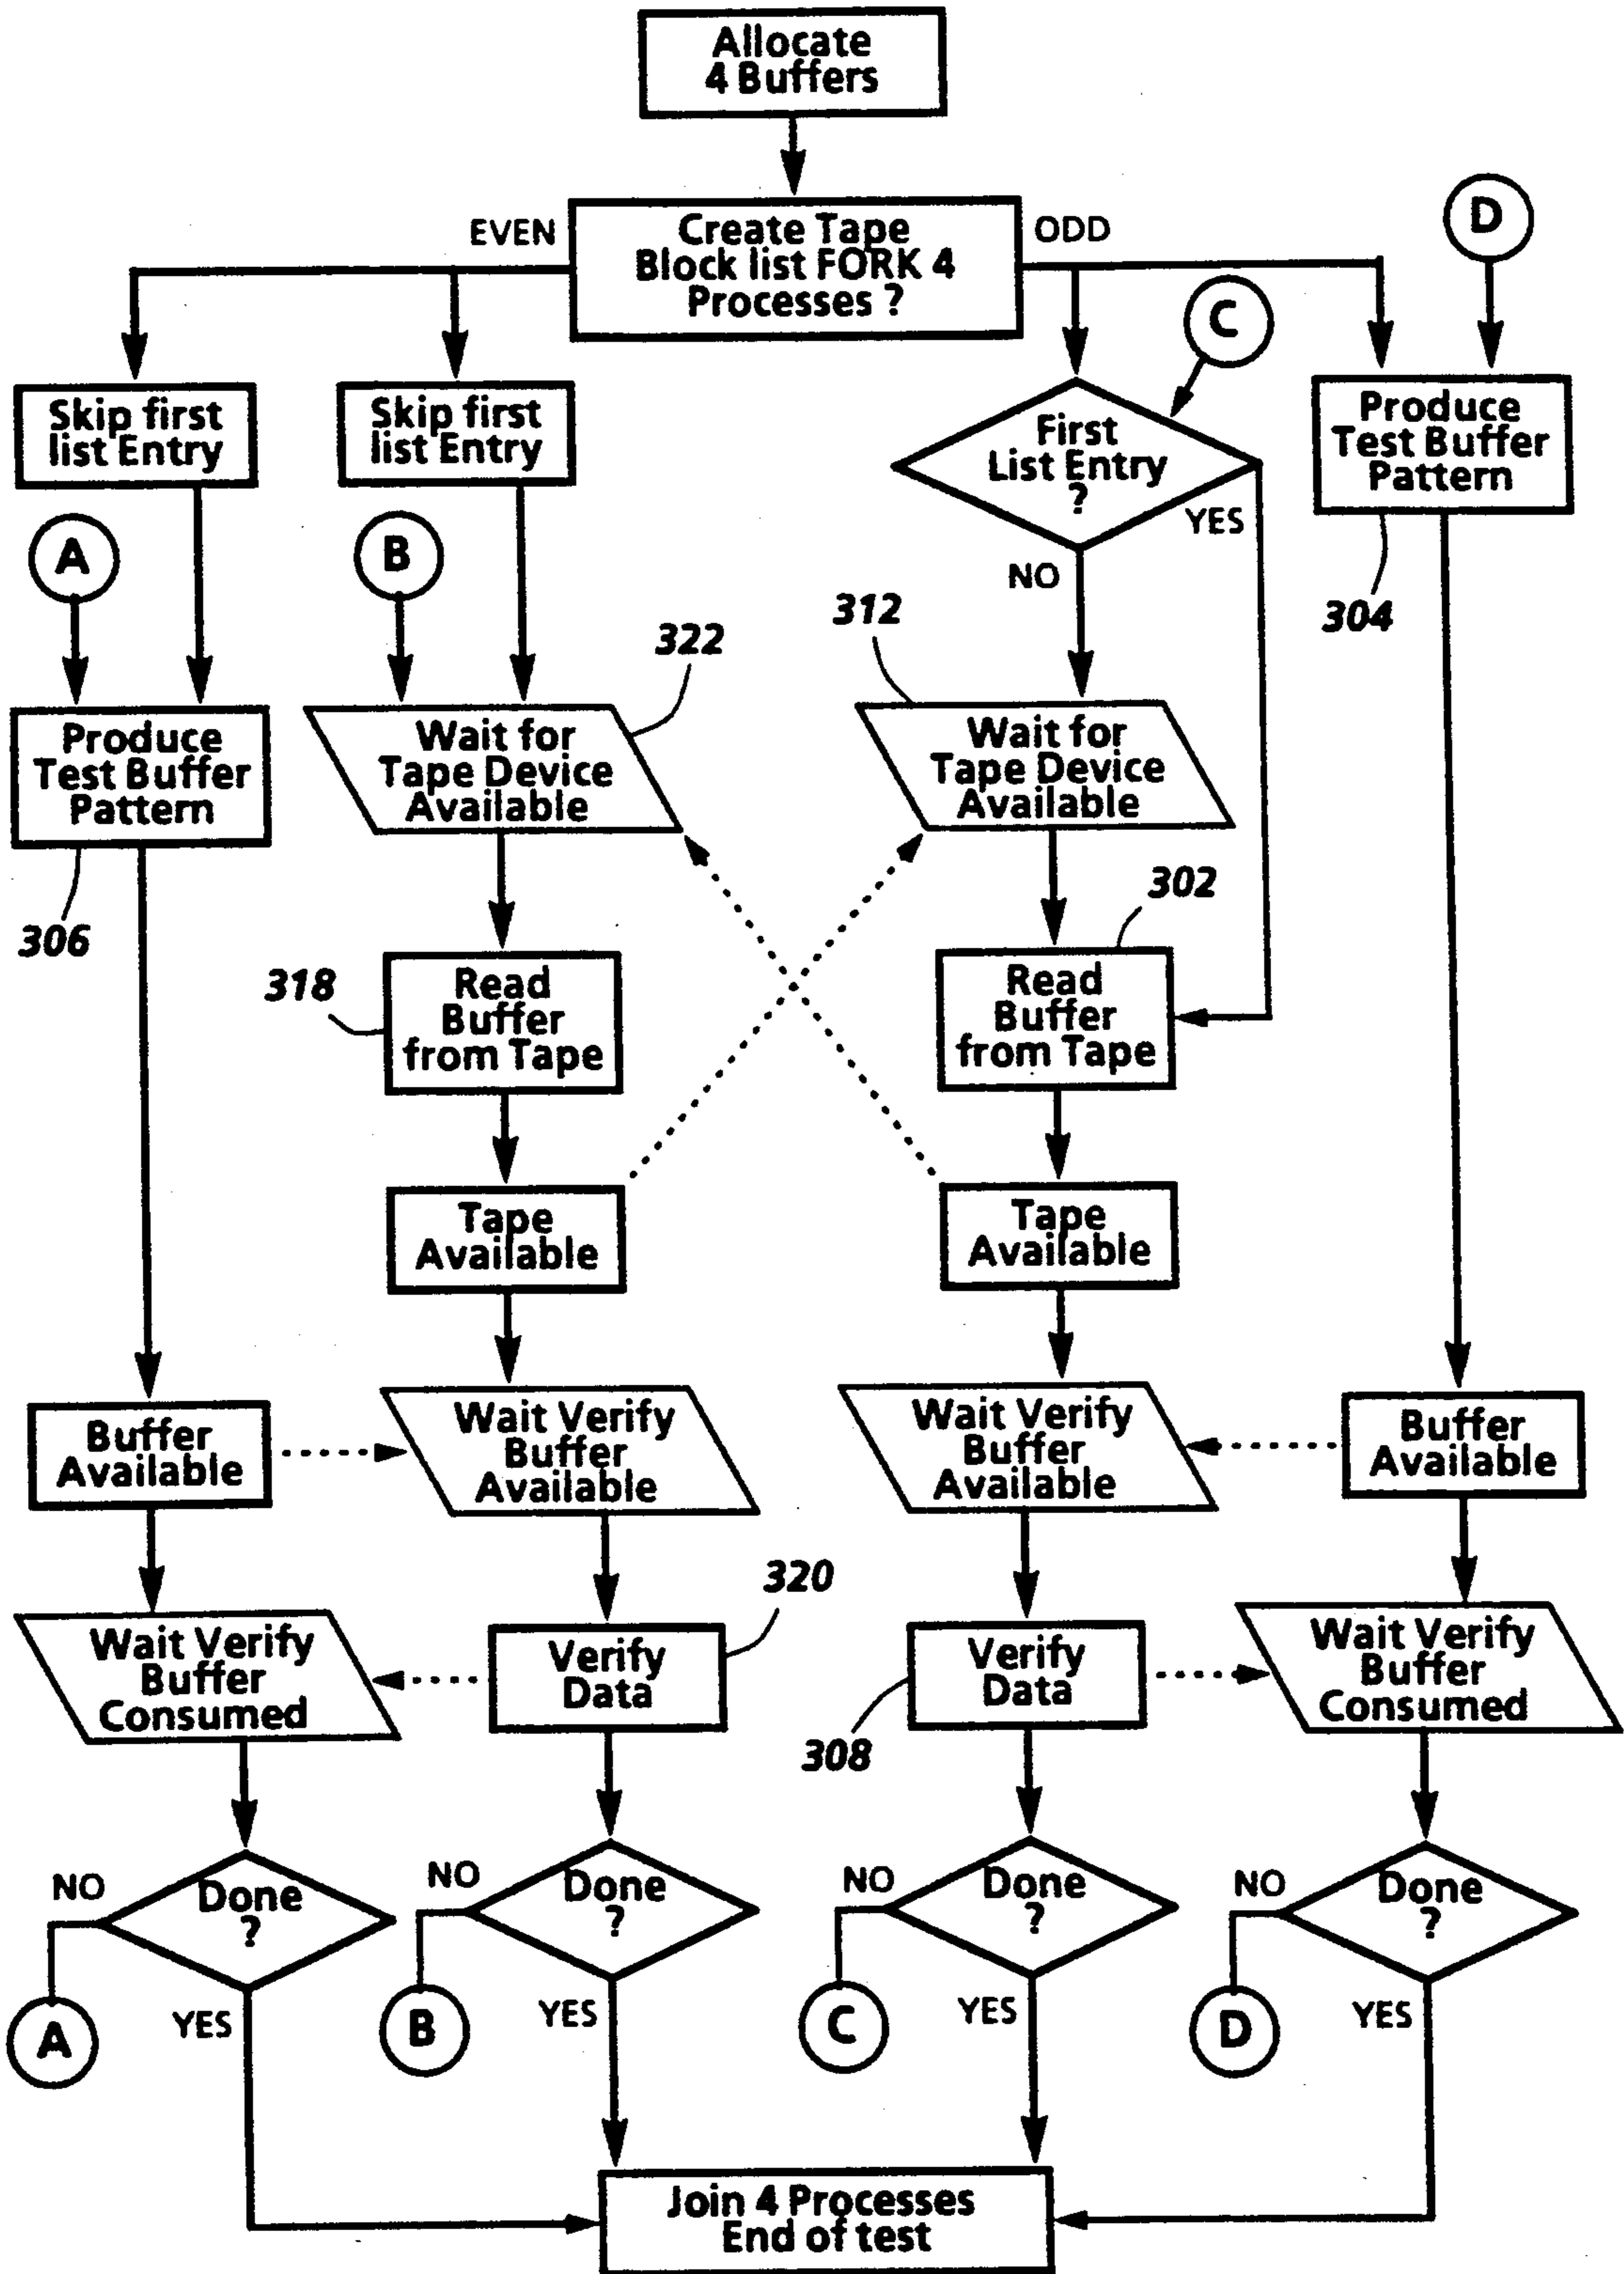 Allocate
4 Buffers
EVEN
Create Tape
Block list FORK 4
Processes ?
ODD
D
C
Skip first
list Entry
Skip first
list Entry
First
List Entry
?
YES
NO
Produce
Test Buffer
Pattern
304
A
B
322
312
Produce
Test Buffer
Pattern
306
Wait for
Tape Device
Available
Wait for
Tape Device
Available
302
318
Read
Buffer
from Tape
Read
Buffer
from Tape
Tape
Available
Tape
Available
Buffer
Available
Wait Verify
Buffer
Available
Wait Verify
Buffer
Available
Buffer
Available
320
Wait Verify
Buffer
Consumed
Verify
Data
308
Verify
Data
Wait Verify
Buffer
Consumed
NO
Done
?
YES
A
NO
Done
?
YES
B
NO
Done
?
YES
C
NO
Done
?
YES
D
Join 4 Processes
End of test